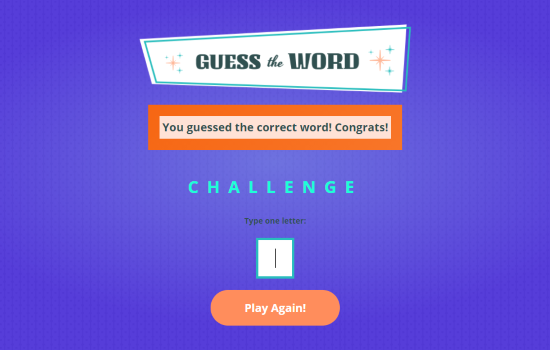 GUESS the WORD
You guessed the correct word! Congrats!
CHALLENGE
Type one letter:
Play Again!